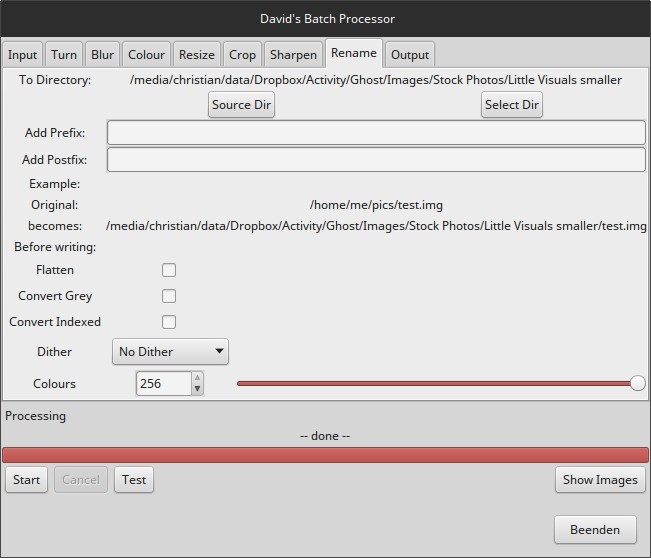 David's Batch Processor
Input Turn Blur Colour Resize Crop Sharpen Rename Output
To Directory: /media/christian/data/Dropbox/Activity/Ghost/Images/Stock Photos/Little Visuals smaller
Source Dir Select Dir
Add Prefix:
Add Postfix:
Example:
Original: /home/me/pics/test.img
becomes: /media/christian/data/Dropbox/Activity/Ghost/Images/Stock Photos/Little Visuals smaller/test.img
Before writing:
Flatten
Convert Grey
Convert Indexed
Dither No Dither
Colours 256
Processing
-- done --
Start Cancel Test Show Images
Beenden